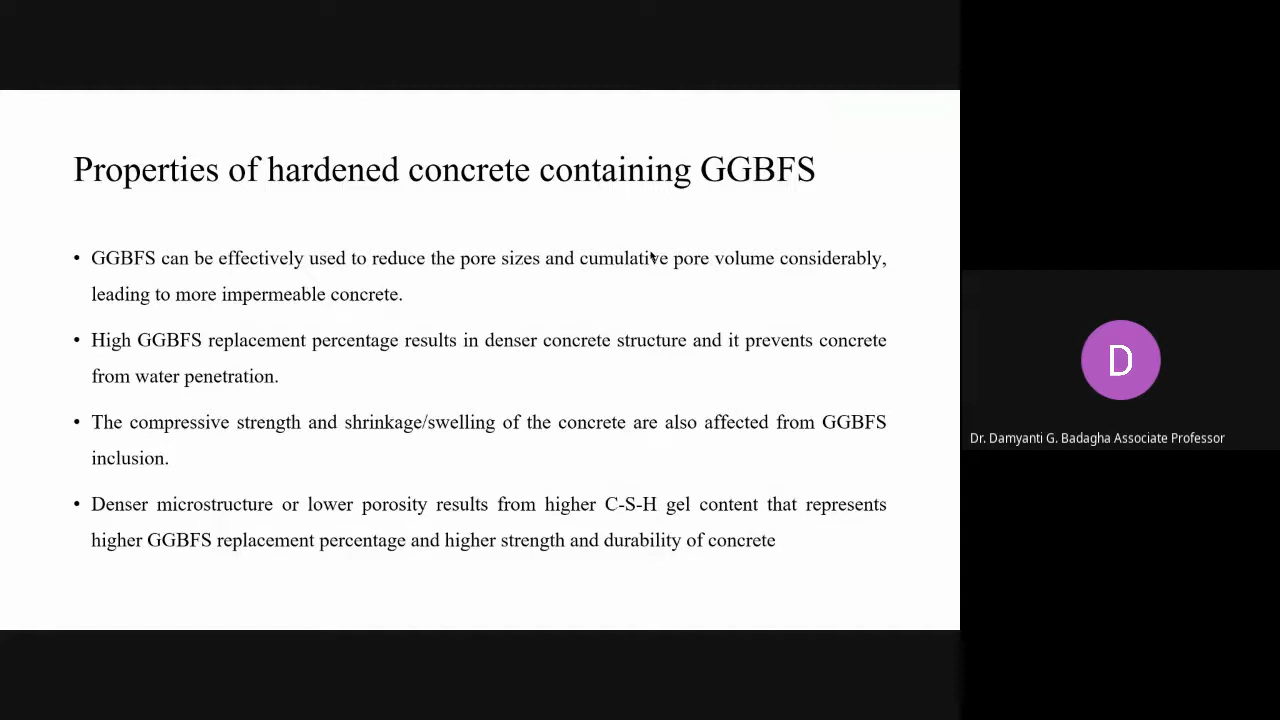 Properties of hardened concrete containing GGBFS
• GGBFS can be effectively used to reduce the pore sizes and cumulative pore volume considerably,
leading to more impermeable concrete.
• High GGBFS replacement percentage results in denser concrete structure and it prevents concrete
from water penetration.
• The compressive strength and shrinkage/swelling of the concrete are also affected from GGBFS
inclusion.
• Denser microstructure or lower porosity results from higher C-S-H gel content that represents
higher GGBFS replacement percentage and higher strength and durability of concrete
D
Dr. Damyanti G. Badagha Associate Professor